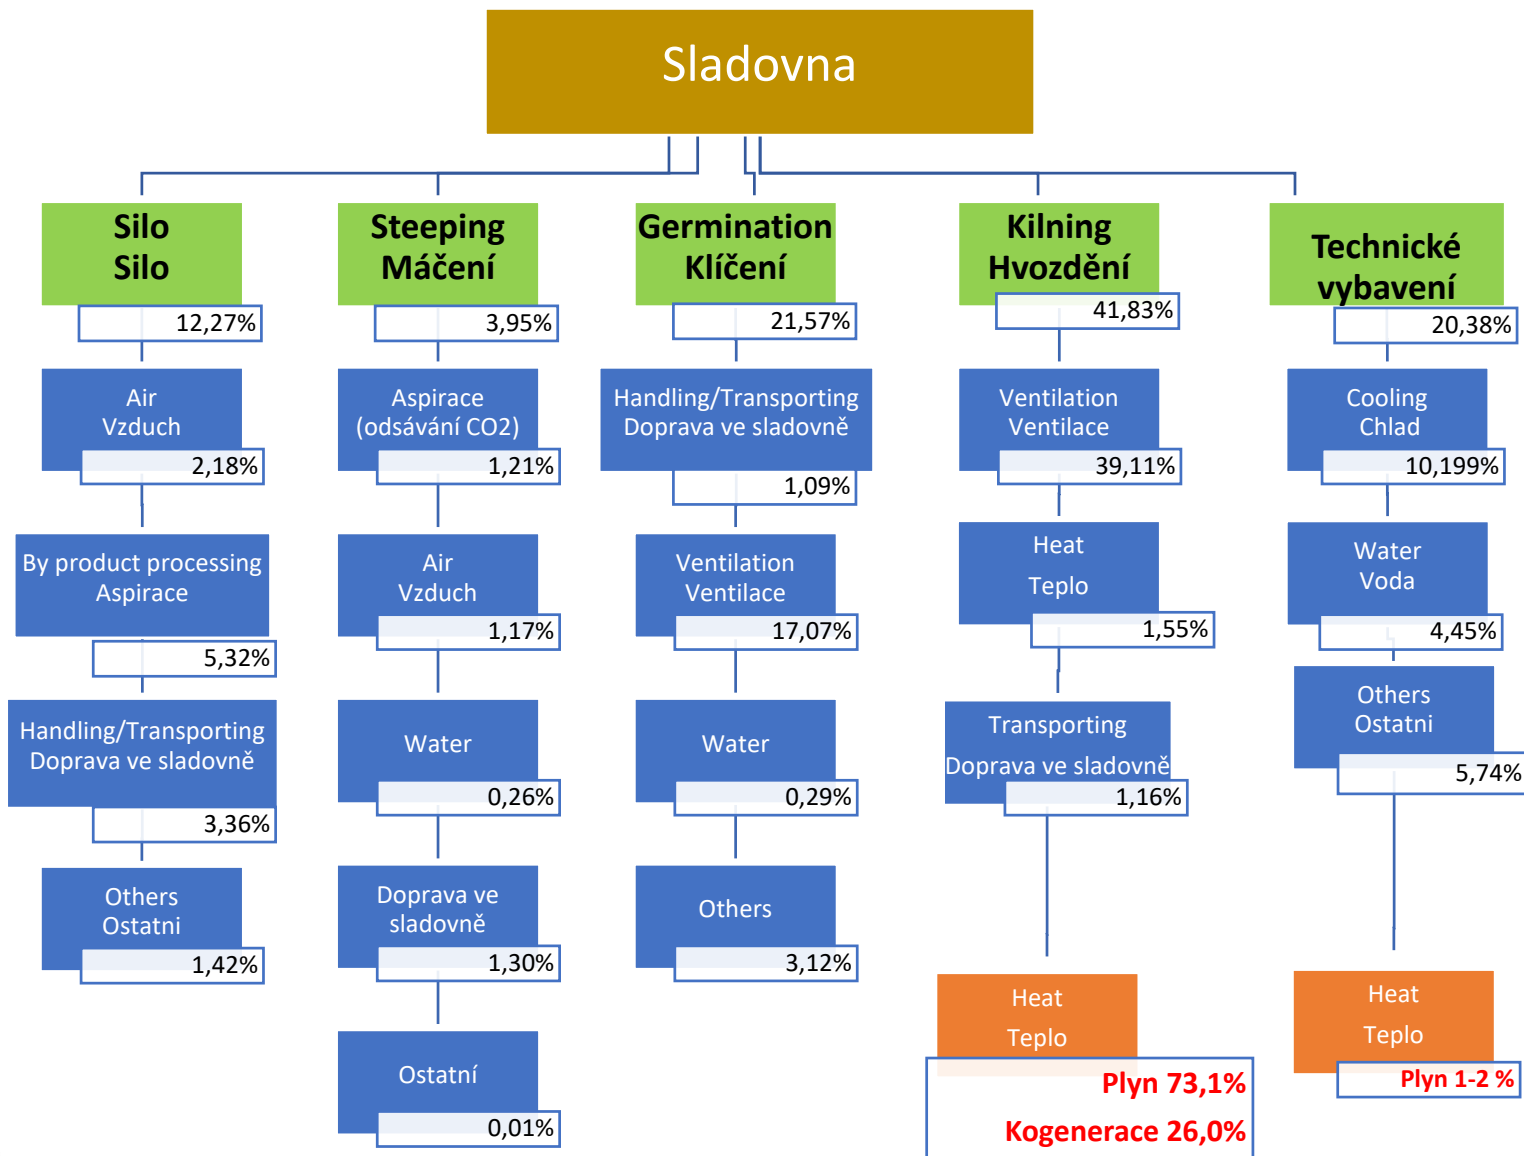 Sladovna
Silo
Silo
12,27%
Air
Vzduch
2,18%
By product processing
Aspirace
5,32%
Handling/Transporting
Doprava ve sladovně
3,36%
Others
Ostatni
1,42%
Steeping
Máčení
3,95%
Aspirace
(odsávání CO2)
1,21%
Air
Vzduch
1,17%
Water
0,26%
Doprava ve
sladovně
1,30%
Ostatní
0,01%
Germination
Klíčení
21,57%
Handling/Transporting
Doprava ve sladovně
1,09%
Ventilation
Ventilace
17,07%
Water
0,29%
Others
3,12%
Kilning
Hvozdění
41,83%
Ventilation
Ventilace
39,11%
Heat
Teplo
1,55%
Transporting
Doprava ve sladovně
1,16%
Heat
Teplo
Plyn 73,1%
Kogenerace 26,0%
Technické
vybavení
20,38%
Cooling
Chlad
10,199%
Water
Voda
4,45%
Others
Ostatni
5,74%
Heat
Teplo
Plyn 1-2 %